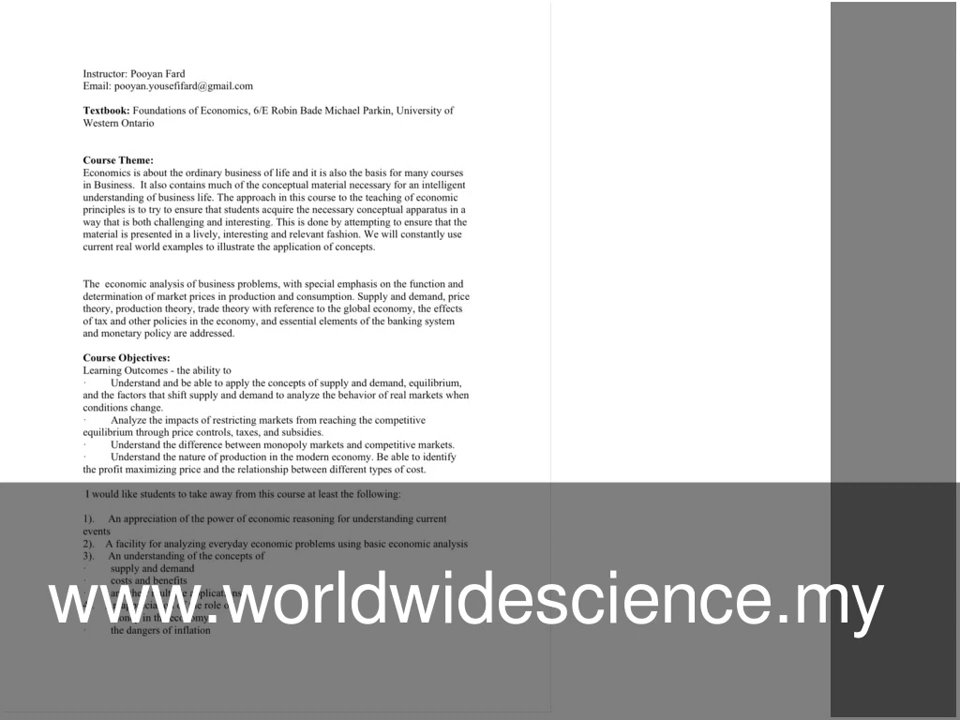 Instructor: Pooyan Fard
Email: pooyan.yousefifard@gmail.com
Textbook: Foundations of Economics, 6/E Robin Bade Michael Parkin, University of
Western Ontario
Course Theme:
Economics is about the ordinary business of life and it is also the basis for many courses
in Business.  It also contains much of the conceptual material necessary for an intelligent
understanding of business life. The approach in this course to the teaching of economic
principles is to try to ensure that students acquire the necessary conceptual apparatus in a
way that is both challenging and interesting. This is done by attempting to ensure that the
material is presented in a lively, interesting and relevant fashion. We will constantly use
current real world examples to illustrate the application of concepts.
The  economic analysis of business problems, with special emphasis on the function and
determination of market prices in production and consumption. Supply and demand, price
theory, production theory, trade theory with reference to the global economy, the effects
of tax and other policies in the economy, and essential elements of the banking system
and monetary policy are addressed.
Course Objectives:
Learning Outcomes - the ability to
· Understand and be able to apply the concepts of supply and demand, equilibrium,
and the factors that shift supply and demand to analyze the behavior of real markets when
conditions change.
· Analyze the impacts of restricting markets from reaching the competitive
equilibrium through price controls, taxes, and subsidies.
· Understand the difference between monopoly markets and competitive markets.
· Understand the nature of production in the modern economy. Be able to identify
the profit maximizing price and the relationship between different types of cost.
I would like students to take away from this course at least the following:
1). An appreciation of the power of economic reasoning for understanding current
events
2). A facility for analyzing everyday economic problems using basic economic analysis
3). An understanding of the concepts of
· supply and demand
· costs and benefits
role
in the economy
· the dangers of inflation
www.worldwidescience.my